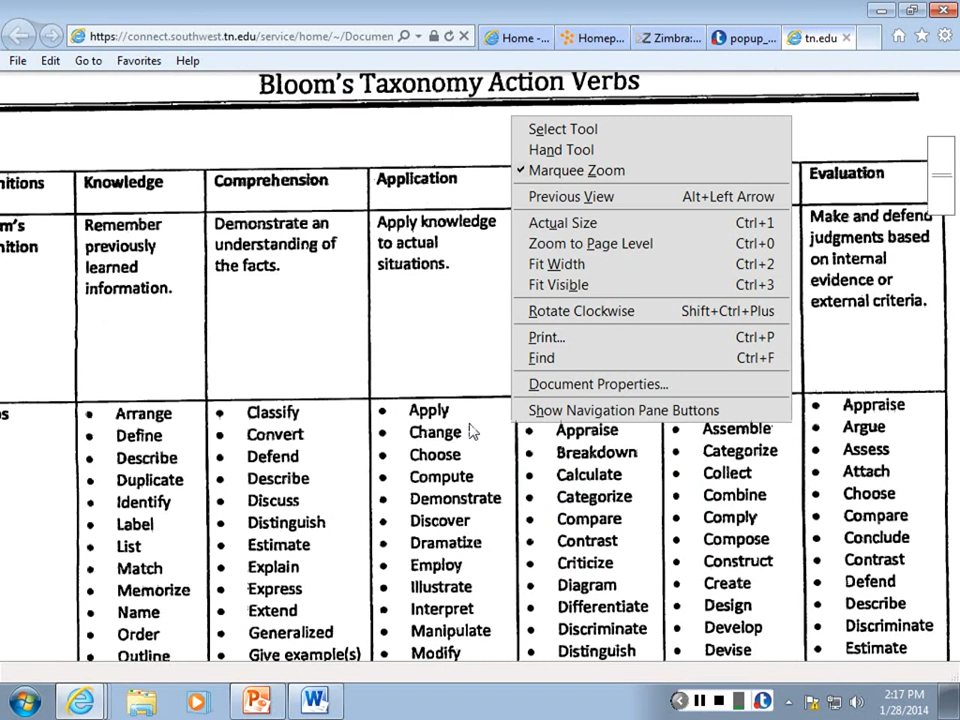 https://connect.southwest.tn.edu/service/home/~/Documen
Home -...
Homep...
Zimbra:...
popup_...
tn.edu
File Edit Go to Favorites Help
Bloom's Taxonomy Action Verbs
nitions Knowledge Comprehension Application Evaluation
m's
nition
Remember
previously
learned
information.
Demonstrate an
understanding of
the facts.
Apply knowledge
to actual
situations.
Make and defend
judgments based
on internal
evidence or
external criteria.
Select Tool
Hand Tool
Marquee Zoom
Previous View Alt+Left Arrow
Actual Size Ctrl+1
Zoom to Page Level Ctrl+0
Fit Width Ctrl+2
Fit Visible Ctrl+3
Rotate Clockwise Shift+Ctrl+Plus
Print... Ctrl+P
Find Ctrl+F
Document Properties...
Show Navigation Pane Buttons
os
• Arrange
• Define
• Describe
• Duplicate
• Identify
• Label
• List
• Match
• Memorize
• Name
• Order
• Outline
• Classify
• Convert
• Defend
• Describe
• Discuss
• Distinguish
• Estimate
• Explain
• Express
• Extend
• Generalized
• Give example(s)
• Apply
• Change
• Choose
• Compute
• Demonstrate
• Discover
• Dramatize
• Employ
• Illustrate
• Interpret
• Manipulate
• Modify
• Appraise
• Breakdown
• Calculate
• Categorize
• Compare
• Contrast
• Criticize
• Diagram
• Differentiate
• Discriminate
• Distinguish
• Assemble
• Categorize
• Collect
• Combine
• Comply
• Compose
• Construct
• Create
• Design
• Develop
• Devise
• Appraise
• Argue
• Assess
• Attach
• Choose
• Compare
• Conclude
• Contrast
• Defend
• Describe
• Discriminate
• Estimate
2:17 PM
1/28/2014